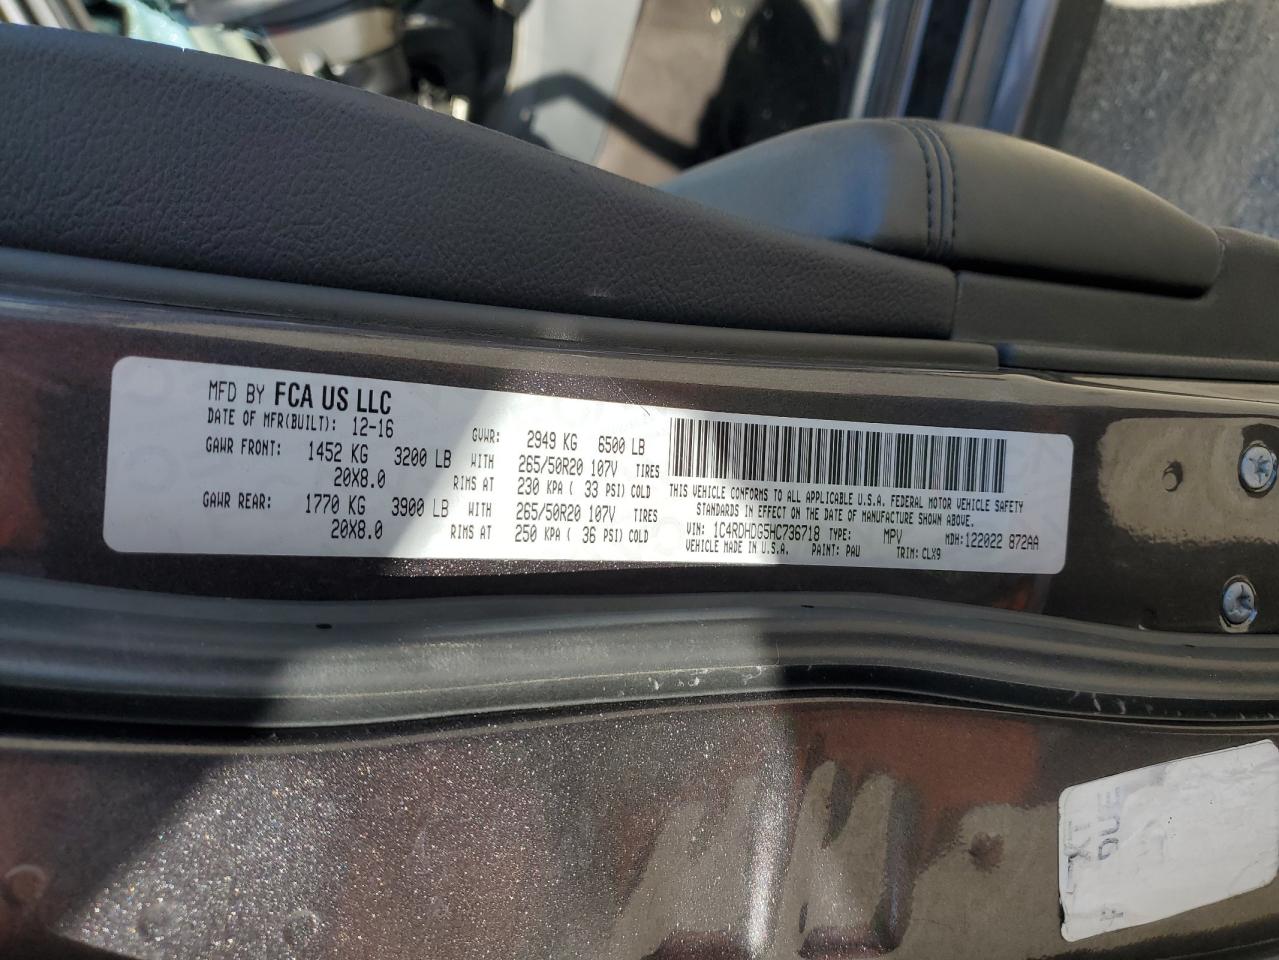 MFD BY FCA US LLC
DATE OF MFR(BUILT): 12-16
GVWR: 2949 KG 6500 LB
GAWR FRONT: 1452 KG 3200 LB WITH 265/50R20 107V TIRES
20X8.0 RIMS AT 230 KPA ( 33 PSI) COLD
GAWR REAR: 1770 KG 3900 LB WITH 265/50R20 107V TIRES
20X8.0 RIMS AT 250 KPA ( 36 PSI) COLD
THIS VEHICLE CONFORMS TO ALL APPLICABLE U.S.A. FEDERAL MOTOR VEHICLE SAFETY
STANDARDS IN EFFECT ON THE DATE OF MANUFACTURE SHOWN ABOVE.
VIN: 1C4RDHDG5HC736718 TYPE: MPV MDH: 122022 872AA
VEHICLE MADE IN U.S.A. PAINT: PAU TRIM: CLX9